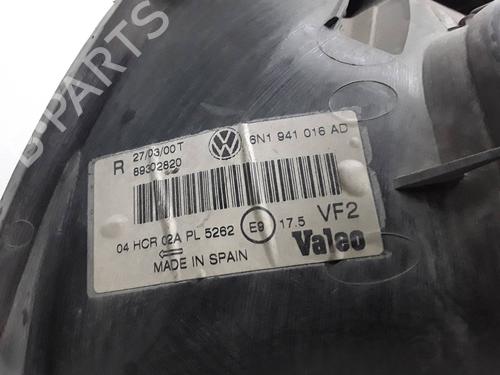 B-PARTS
27/03/00T
R
89302820
6N1 941 016 AD
04 HCR 02A PL 5262
E9
17.5
VF2
MADE IN SPAIN
Valeo